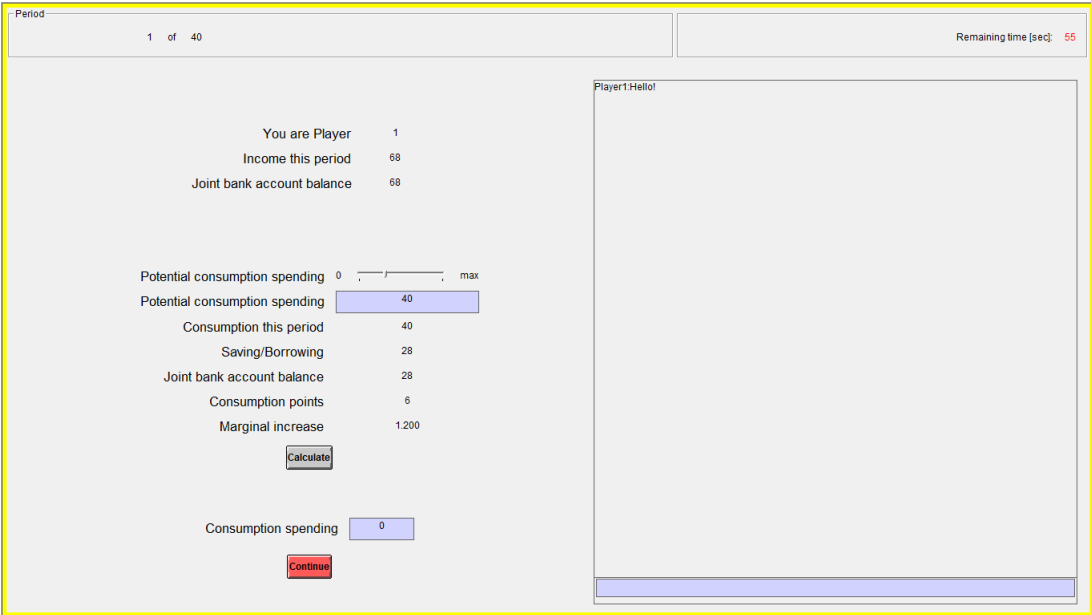 Period
1 of 40
Remaining time [sec]: 55
Player1:Hello!
You are Player 1
Income this period 68
Joint bank account balance 68
Potential consumption spending 0 max
Potential consumption spending 40
Consumption this period 40
Saving/Borrowing 28
Joint bank account balance 28
Consumption points 6
Marginal increase 1.200
Calculate
Consumption spending 0
Continue